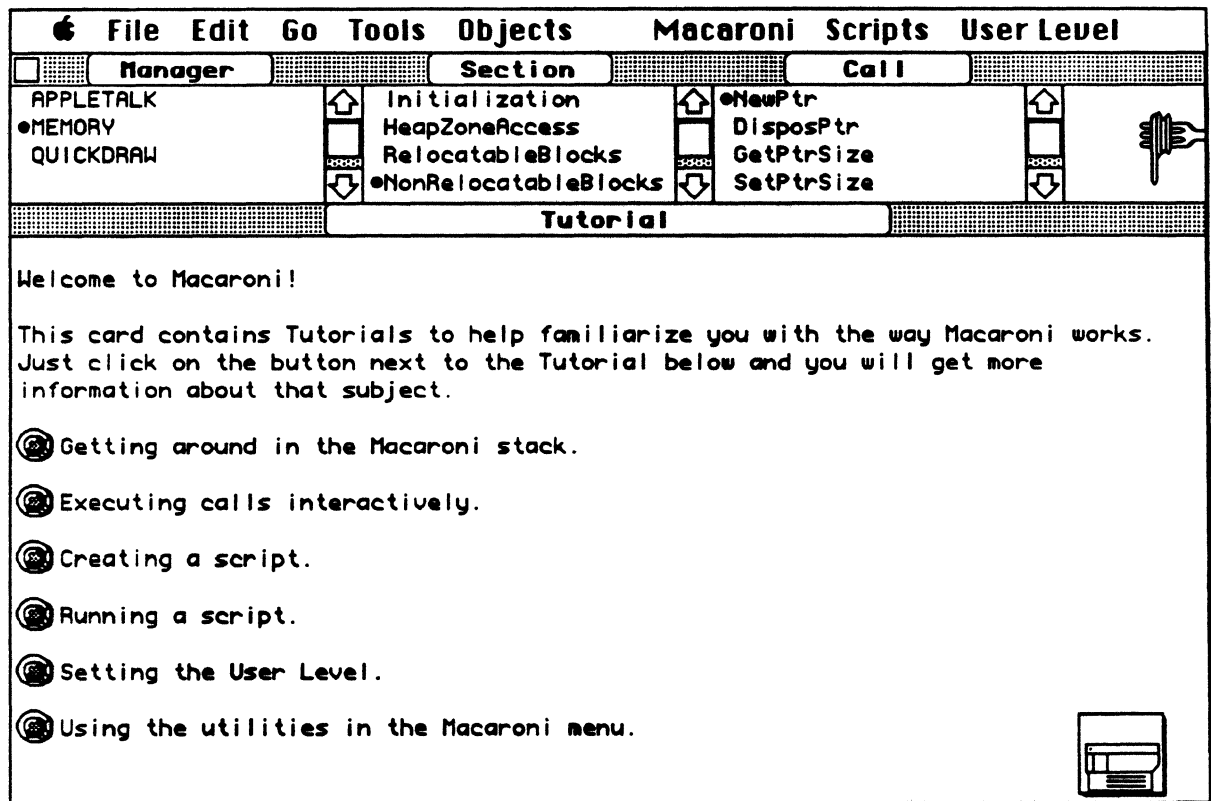 File Edit Go Tools Objects Macaroni Scripts User Level
Manager Section Call
APPLETALK
•MEMORY
QUICKDRAW
Initialization
HeapZoneAccess
RelocatableBlocks
•NonRelocatableBlocks
•NewPtr
DisposPtr
GetPtrSize
SetPtrSize
Tutorial
Welcome to Macaroni!
This card contains Tutorials to help familiarize you with the way Macaroni works.
Just click on the button next to the Tutorial below and you will get more
information about that subject.
Getting around in the Macaroni stack.
Executing calls interactively.
Creating a script.
Running a script.
Setting the User Level.
Using the utilities in the Macaroni menu.